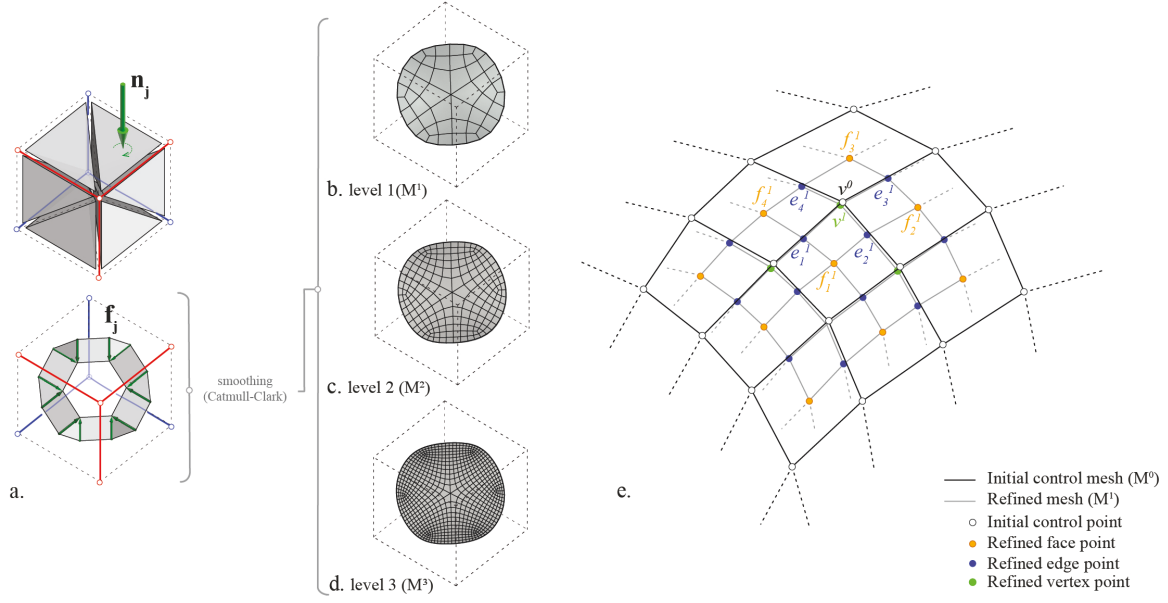 n_j
f_j
a.
smoothing
(Catmull-Clark)
b. level 1(M¹)
c. level 2 (M²)
d. level 3 (M³)
f₃¹
v⁰
e₄¹
e₃¹
f₄¹
v¹
f₂¹
e₁¹
e₂¹
f₁¹
e.
Initial control mesh (M⁰)
Refined mesh (M¹)
Initial control point
Refined face point
Refined edge point
Refined vertex point